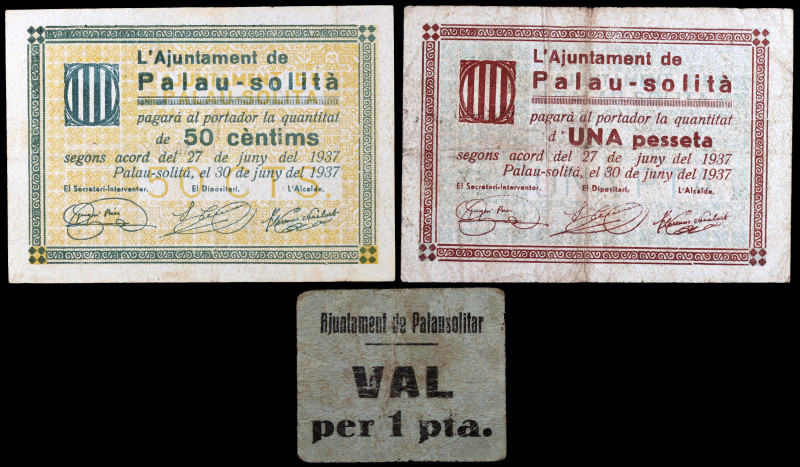 L'Ajuntament de
Palau-solità
pagarà al portador la quantitat
de 50 cèntims
segons acord del 27 de juny del 1937
Palau-solità, el 30 de juny del 1937
El Secretari-Interventor. El Dipositari. L'Alcalde.
L'Ajuntament de
Palau-solità
pagarà al portador la quantitat
d'UNA pesseta
segons acord del 27 de juny del 1937
Palau-solità, el 30 de juny del 1937
El Secretari-Interventor. El Dipositari. L'Alcalde.
Ajuntament de Palausolitar
VAL
per 1 pta.